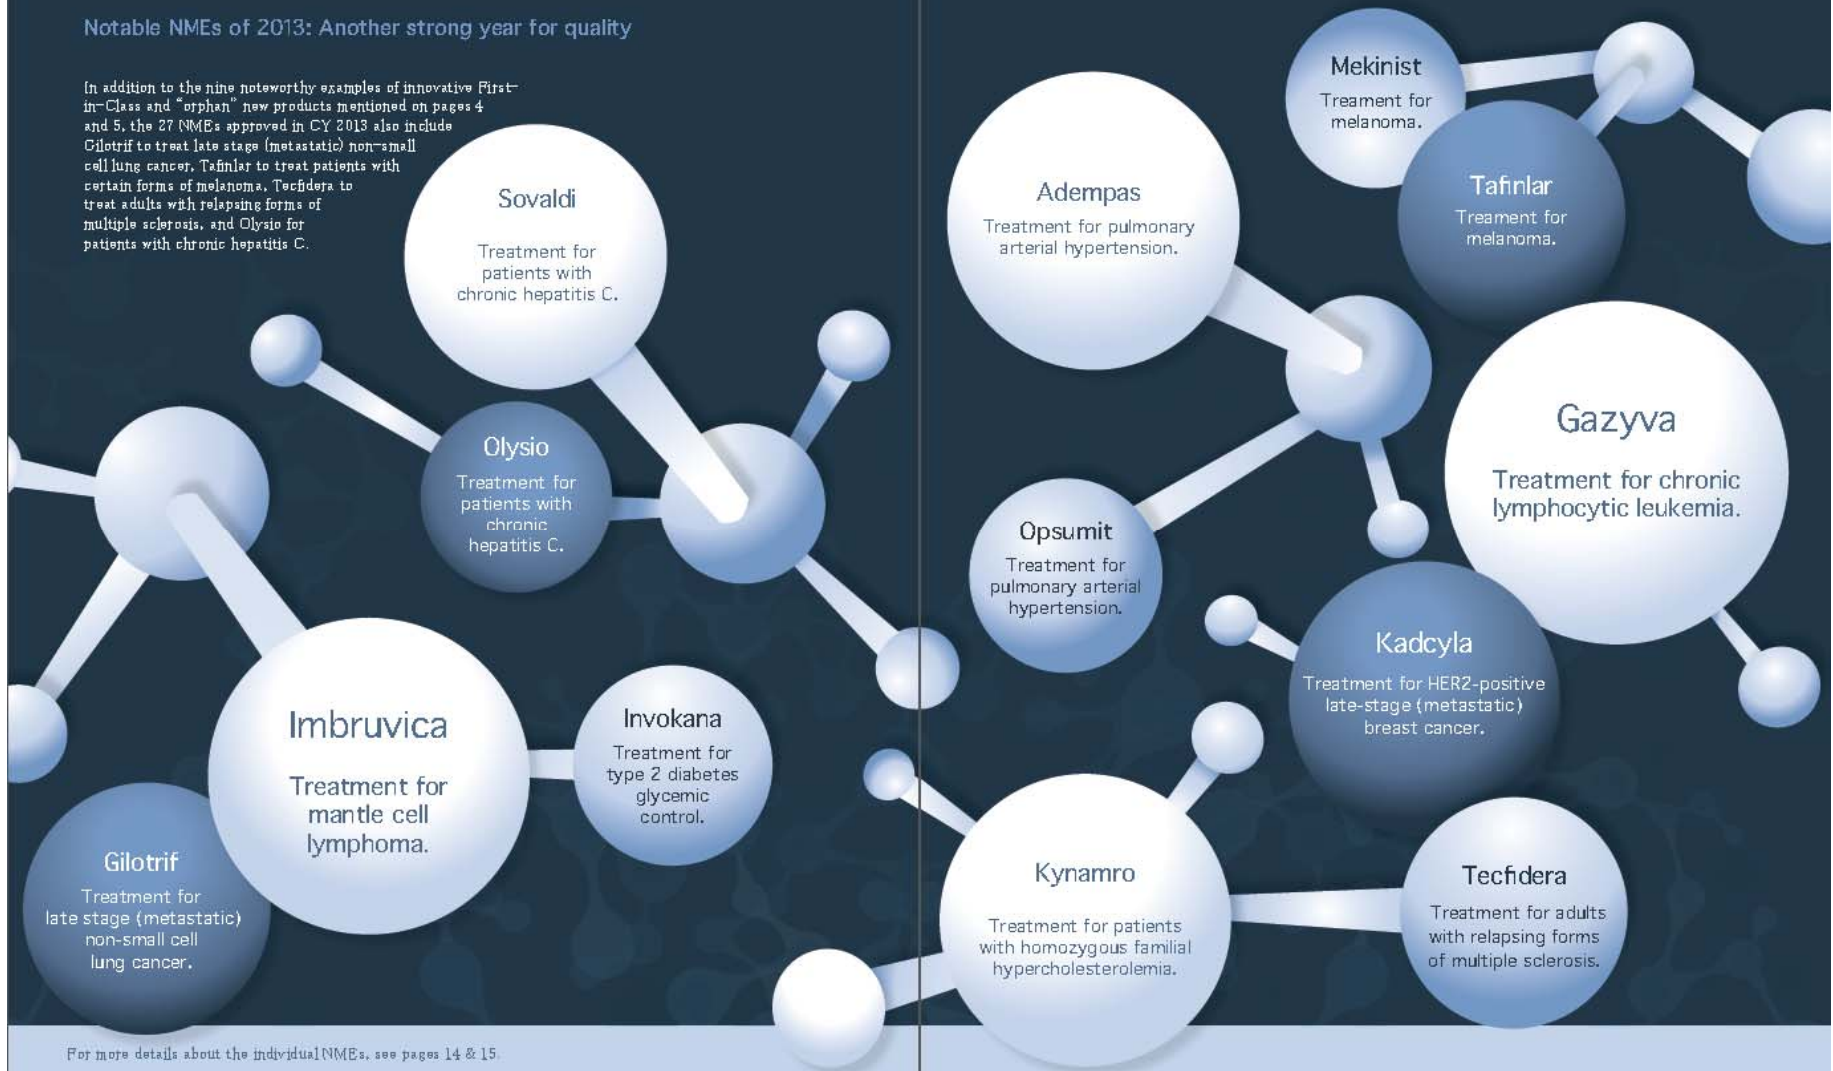 Notable NMEs of 2013: Another strong year for quality
In addition to the nine noteworthy examples of innovative First-
in-Class and “orphan” new products mentioned on pages 4
and 5, the 27 NMEs approved in CY 2013 also include
Gilotrif to treat late stage (metastatic) non-small
cell lung cancer, Tafinlar to treat patients with
certain forms of melanoma, Tecfidera to
treat adults with relapsing forms of
multiple sclerosis, and Olysio for
patients with chronic hepatitis C.
Sovaldi
Treatment for
patients with
chronic hepatitis C.
Olysio
Treatment for
patients with
chronic
hepatitis C.
Imbruvica
Treatment for
mantle cell
lymphoma.
Invokana
Treatment for
type 2 diabetes
glycemic
control.
Gilotrif
Treatment for
late stage (metastatic)
non-small cell
lung cancer.
For more details about the individual NMEs, see pages 14 & 15.
Mekinist
Treament for
melanoma.
Tafinlar
Treament for
melanoma.
Adempas
Treatment for pulmonary
arterial hypertension.
Gazyva
Treatment for chronic
lymphocytic leukemia.
Opsumit
Treatment for
pulmonary arterial
hypertension.
Kadcyla
Treatment for HER2-positive
late-stage (metastatic)
breast cancer.
Kynamro
Treatment for patients
with homozygous familial
hypercholesterolemia.
Tecfidera
Treatment for adults
with relapsing forms
of multiple sclerosis.